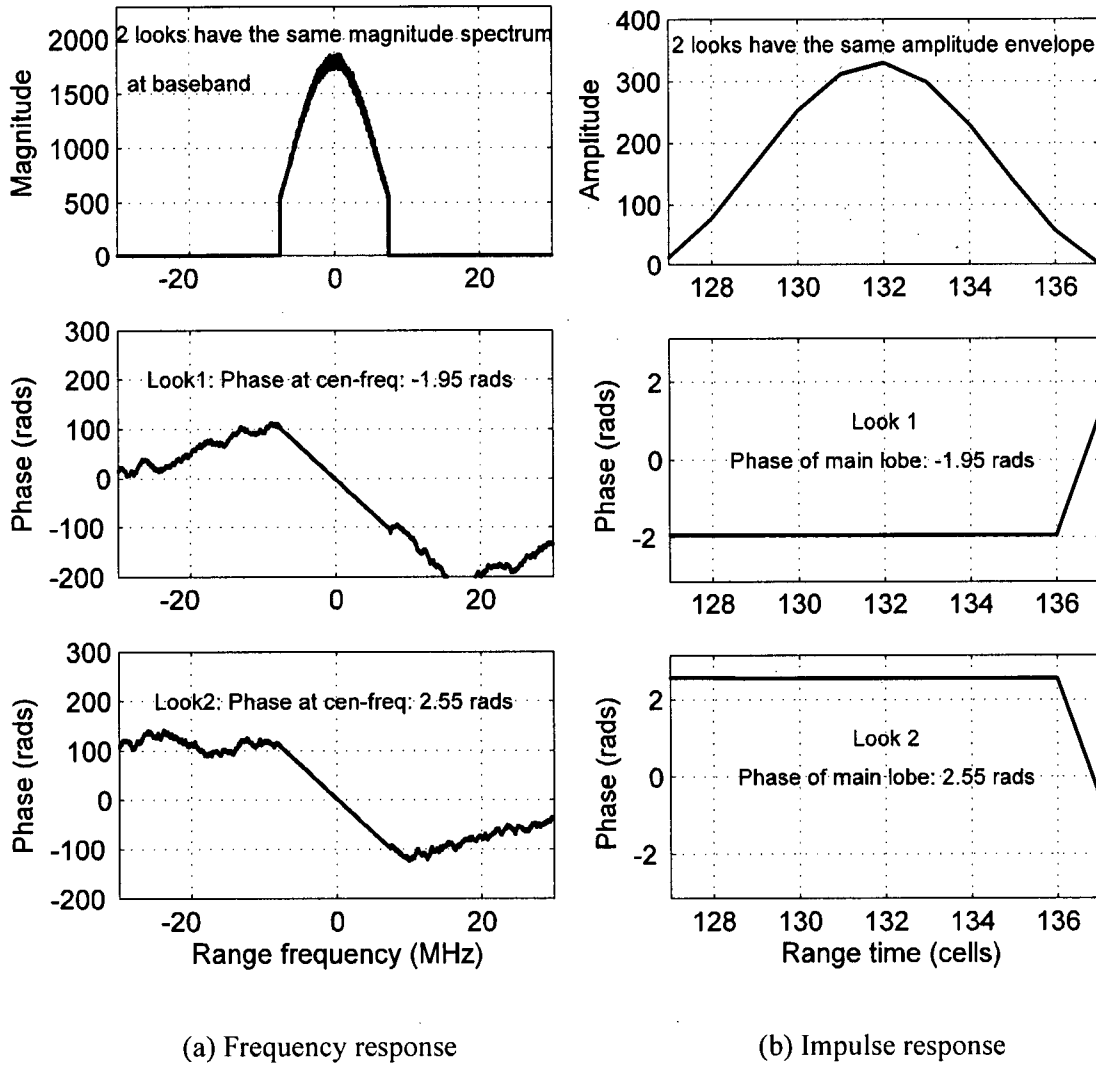 2 looks have the same magnitude spectrum
at baseband
Magnitude
2000
1500
1000
500
0
-20
0
20
2 looks have the same amplitude envelope
Amplitude
400
300
200
100
0
128
130
132
134
136
Look1: Phase at cen-freq: -1.95 rads
Phase (rads)
300
200
100
0
-100
-200
-20
0
20
Look 1
Phase of main lobe: -1.95 rads
Phase (rads)
2
0
-2
128
130
132
134
136
Look2: Phase at cen-freq: 2.55 rads
Phase (rads)
300
200
100
0
-100
-200
-20
0
20
Range frequency (MHz)
Look 2
Phase of main lobe: 2.55 rads
Phase (rads)
2
0
-2
128
130
132
134
136
Range time (cells)
(a) Frequency response
(b) Impulse response